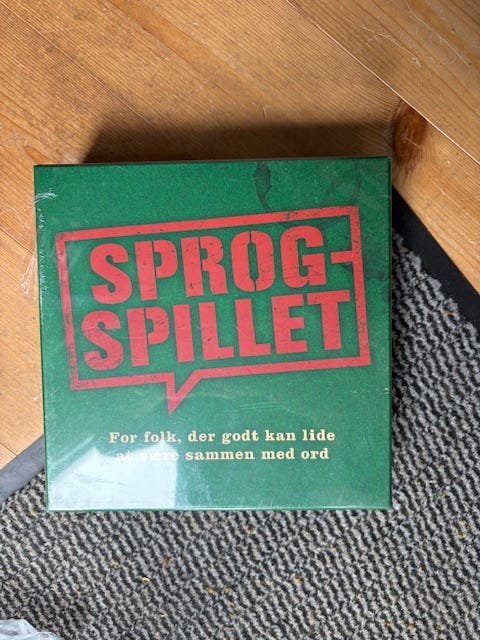 SPROG-
SPILLET
For folk, der godt kan lide
at være sammen med ord